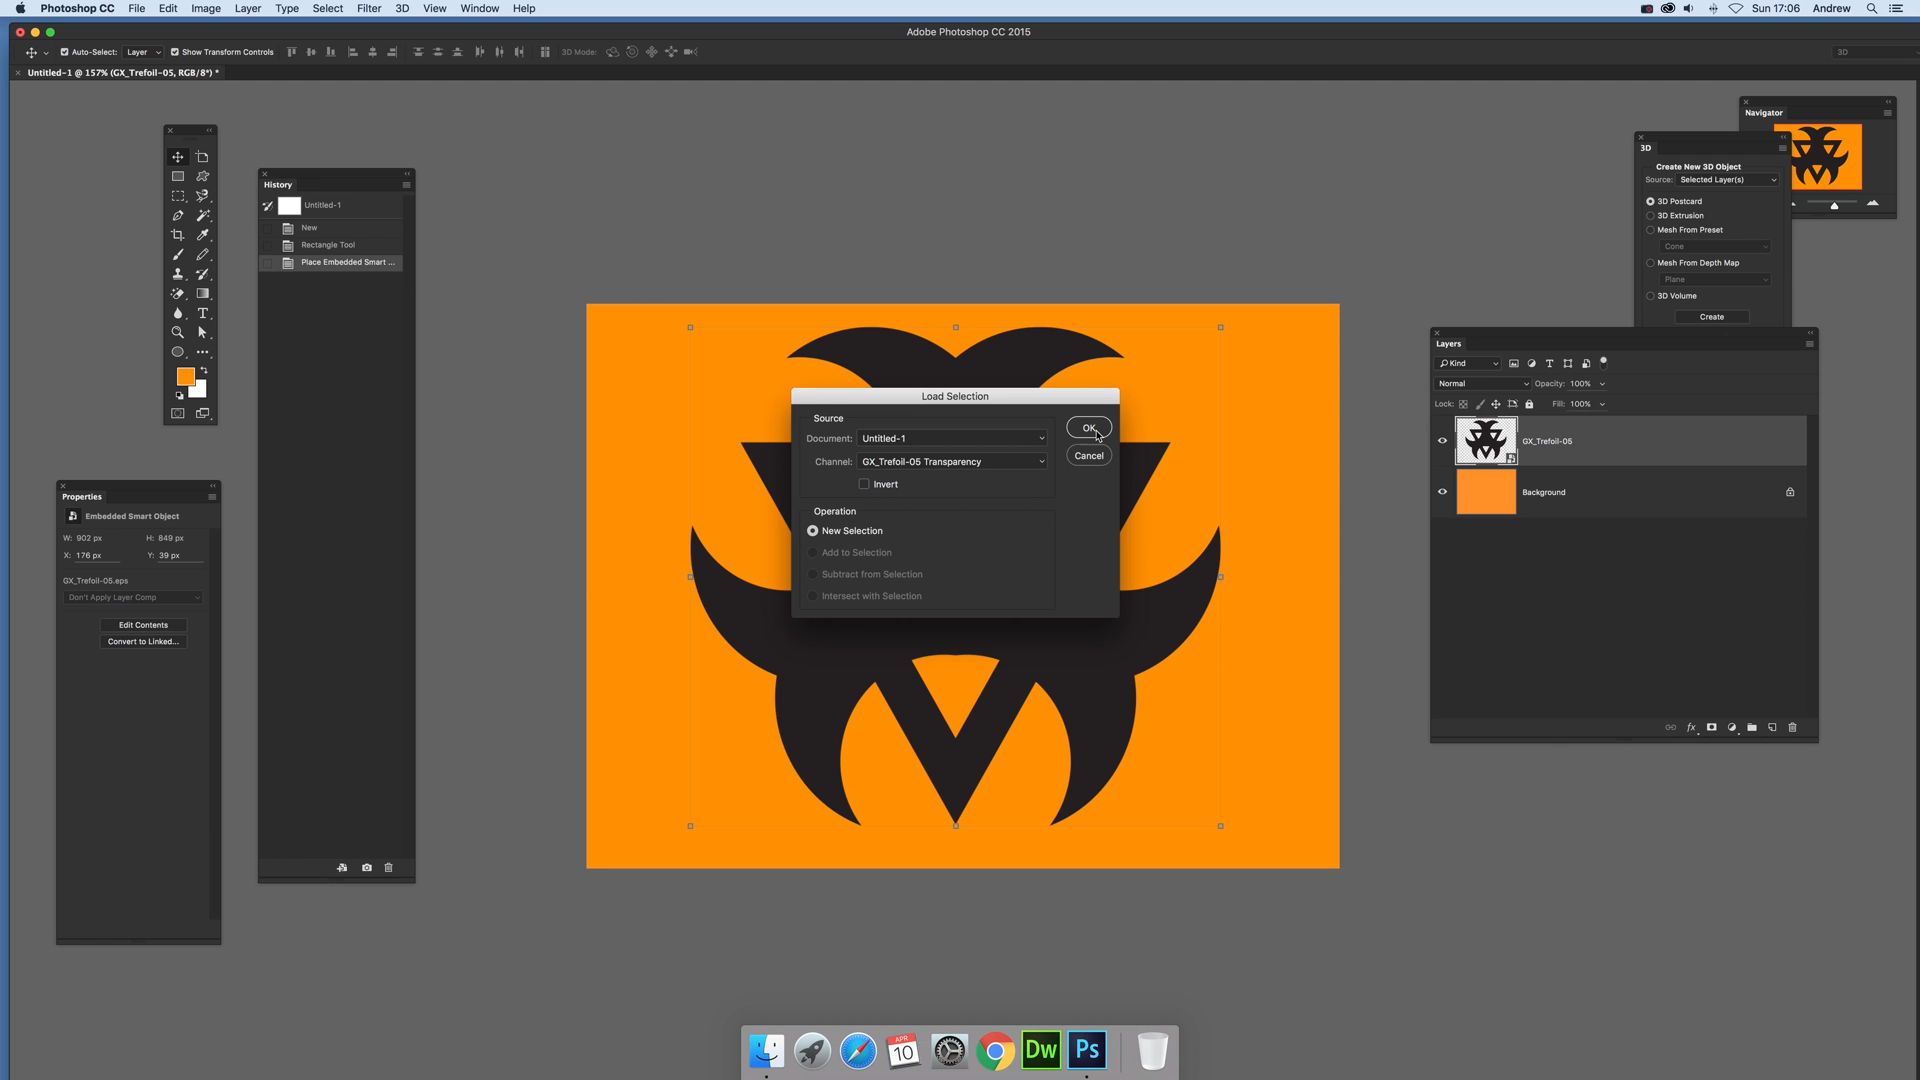 Photoshop CC File Edit Image Layer Type Select Filter 3D View Window Help Sun 17:06 Andrew
Adobe Photoshop CC 2015
Auto-Select: Layer Show Transform Controls 3D Mode: 3D
Untitled-1 @ 157% (GX_Trefoil-05, RGB/8*) *
History
Untitled-1
New
Rectangle Tool
Place Embedded Smart ...
Properties
Embedded Smart Object
W: 902 px H: 849 px
X: 176 px Y: 39 px
GX_Trefoil-05.eps
Don't Apply Layer Comp
Edit Contents
Convert to Linked...
Load Selection
Source
Document: Untitled-1
Channel: GX_Trefoil-05 Transparency
Invert
OK
Cancel
Operation
New Selection
Add to Selection
Subtract from Selection
Intersect with Selection
Navigator
3D
Create New 3D Object
Source: Selected Layer(s)
3D Postcard
3D Extrusion
Mesh From Preset
Cone
Mesh From Depth Map
Plane
3D Volume
Create
Layers
Kind
Normal Opacity: 100%
Lock: Fill: 100%
GX_Trefoil-05
Background
APR
10
Dw
Ps